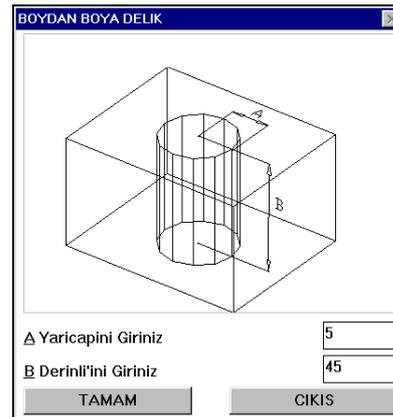 BOYDAN BOYA DELIK
A
B
A Yaricapini Giriniz
5
B Derinli'ini Giriniz
45
TAMAM
CIKIS